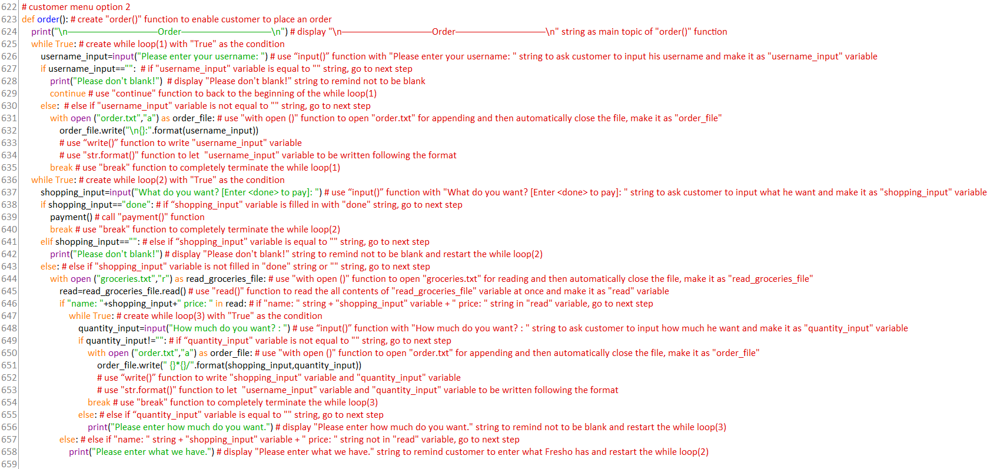 622 # customer menu option 2
623 def order(): # create "order()" function to enable customer to place an order
624 print("\n———————————Order———————————\n") # display "\n———————————Order———————————\n" string as main topic of "order()" function
625 while True: # create while loop(1) with "True" as the condition
626 username_input=input("Please enter your username: ") # use “input()” function with "Please enter your username: " string to ask customer to input his username and make it as "username_input" variable
627 if username_input=="":  # if "username_input" variable is equal to "" string, go to next step
628 print("Please don't blank!")  # display "Please don't blank!" string to remind not to be blank
629 continue # use "continue" function to back to the beginning of the while loop(1)
630 else:  # else if "username_input" variable is not equal to "" string, go to next step
631 with open ("order.txt","a") as order_file: # use "with open ()" function to open "order.txt" for appending and then automatically close the file, make it as "order_file"
632 order_file.write("\n{}:".format(username_input))
633 # use “write()” function to write "username_input" variable
634 # use "str.format()" function to let  "username_input" variable to be written following the format
635 break # use "break" function to completely terminate the while loop(1)
636 while True: # create while loop(2) with "True" as the condition
637 shopping_input=input("What do you want? [Enter <done> to pay]: ") # use “input()” function with "What do you want? [Enter <done> to pay]: " string to ask customer to input what he want and make it as "shopping_input" variable
638 if shopping_input=="done": # if “shopping_input" variable is filled in with "done" string, go to next step
639 payment() # call "payment()" function
640 break # use "break" function to completely terminate the while loop(2)
641 elif shopping_input=="": # else if “shopping_input" variable is equal to "" string, go to next step
642 print("Please don't blank!") # display "Please don't blank!" string to remind not to be blank and restart the while loop(2)
643 else: # else if "shopping_input" variable is not filled in "done" string or "" string, go to next step
644 with open ("groceries.txt","r") as read_groceries_file: # use "with open ()" function to open "groceries.txt" for reading and then automatically close the file, make it as "read_groceries_file"
645 read=read_groceries_file.read() # use "read()" function to read the all contents of "read_groceries_file" variable at once and make it as "read" variable
646 if "name: "+shopping_input+" price: " in read: # if "name: " string + "shopping_input" variable + " price: " string in "read" variable, go to next step
647 while True: # create while loop(3) with "True" as the condition
648 quantity_input=input("How much do you want? : ") # use “input()” function with "How much do you want? : " string to ask customer to input how much he want and make it as "quantity_input" variable
649 if quantity_input!="": # if “quantity_input" variable is not equal to "" string, go to next step
650 with open ("order.txt","a") as order_file: # use "with open ()" function to open "order.txt" for appending and then automatically close the file, make it as "order_file"
651 order_file.write(" {}*{}/".format(shopping_input,quantity_input))
652 # use “write()” function to write "shopping_input" variable and "quantity_input" variable
653 # use "str.format()" function to let  "username_input" variable and "quantity_input" variable to be written following the format
654 break # use "break" function to completely terminate the while loop(3)
655 else: # else if “quantity_input" variable is equal to "" string, go to next step
656 print("Please enter how much do you want.") # display "Please enter how much do you want." string to remind not to be blank and restart the while loop(3)
657 else: # else if "name: " string + "shopping_input" variable + " price: " string not in "read" variable, go to next step
658 print("Please enter what we have.") # display "Please enter what we have." string to remind customer to enter what Fresho has and restart the while loop(2)
659